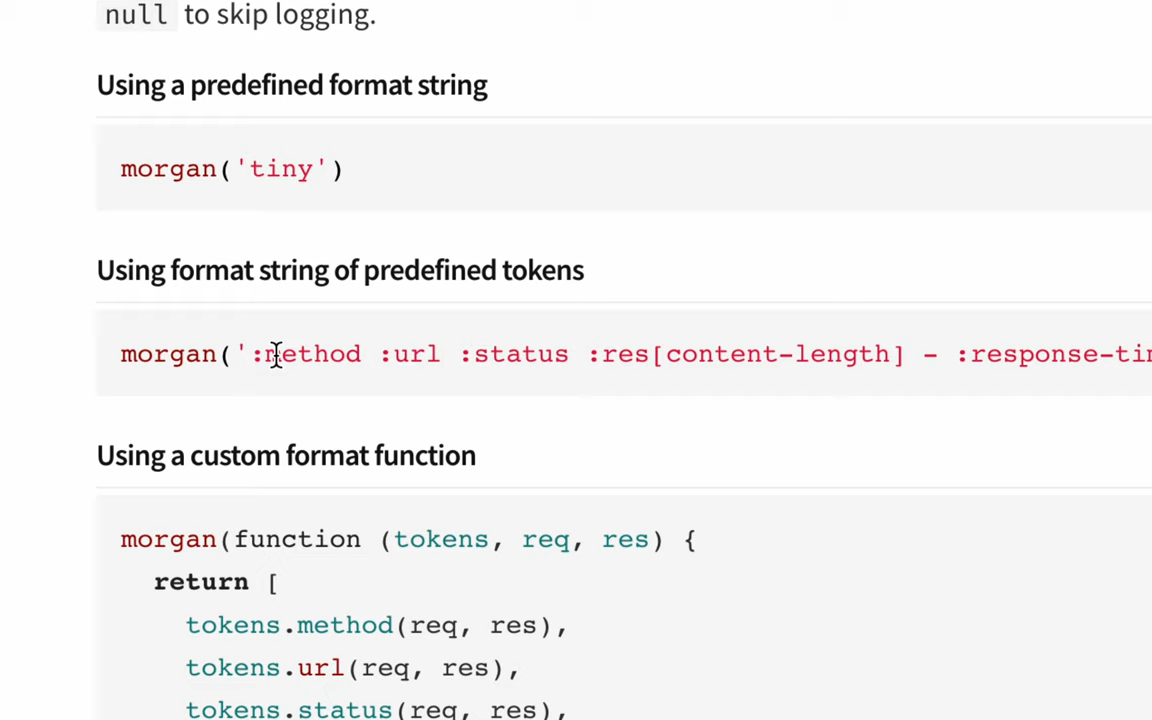 null to skip logging.
Using a predefined format string
morgan('tiny')
Using format string of predefined tokens
morgan(':method :url :status :res[content-length] - :response-tim
Using a custom format function
morgan(function (tokens, req, res) {
return [
tokens.method(req, res),
tokens.url(req, res),
tokens.status(req, res),